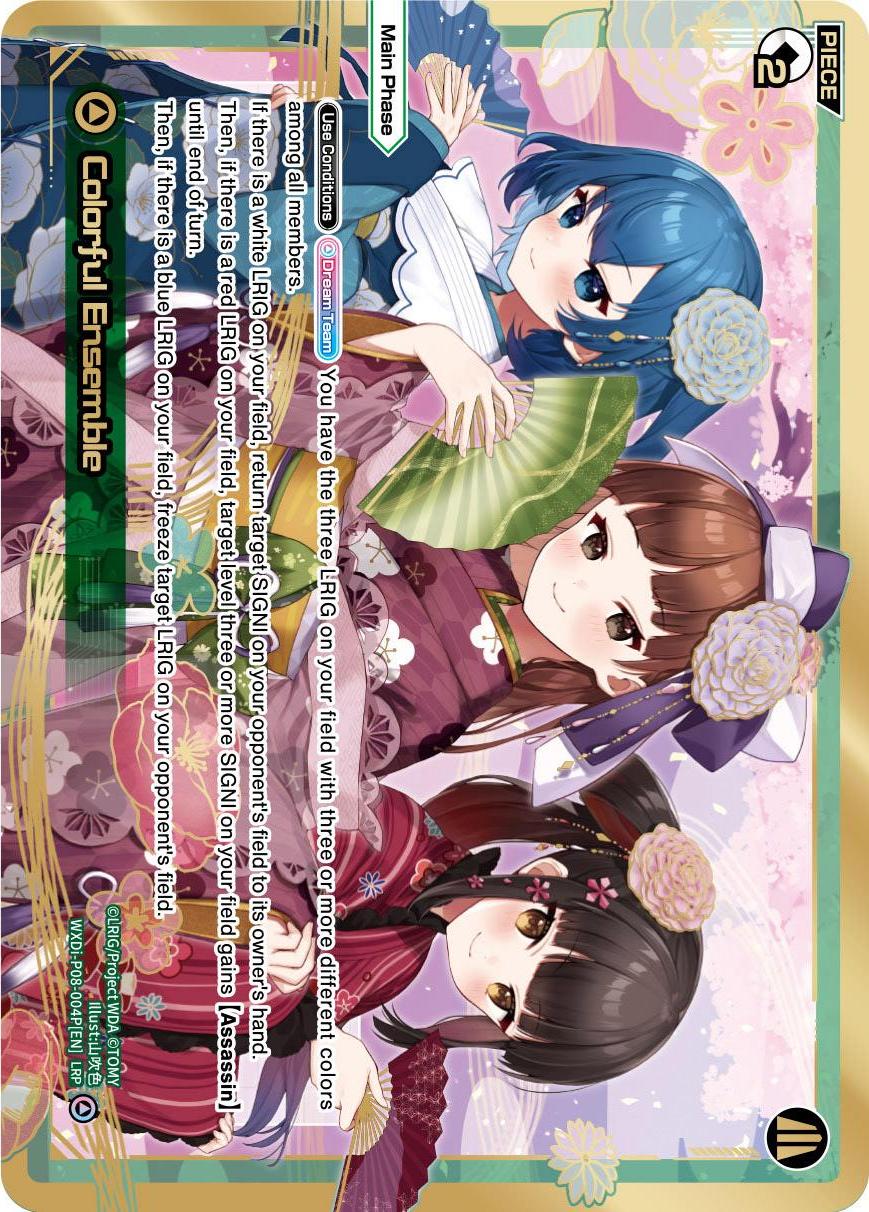 PIECE
2
Main Phase
Use Conditions Dream Team You have the three LRIG on your field with three or more different colors
among all members.
If there is a white LRIG on your field, return target SIGNI on your opponent's field to its owner's hand.
Then, if there is a red LRIG on your field, target level three or more SIGNI on your field gains [Assassin]
until end of turn.
Then, if there is a blue LRIG on your field, freeze target LRIG on your opponent's field.
Colorful Ensemble
©LRIG/Project WDA ©TOMY
Illust:山吹色
WXDi-P08-004P[EN] LRP